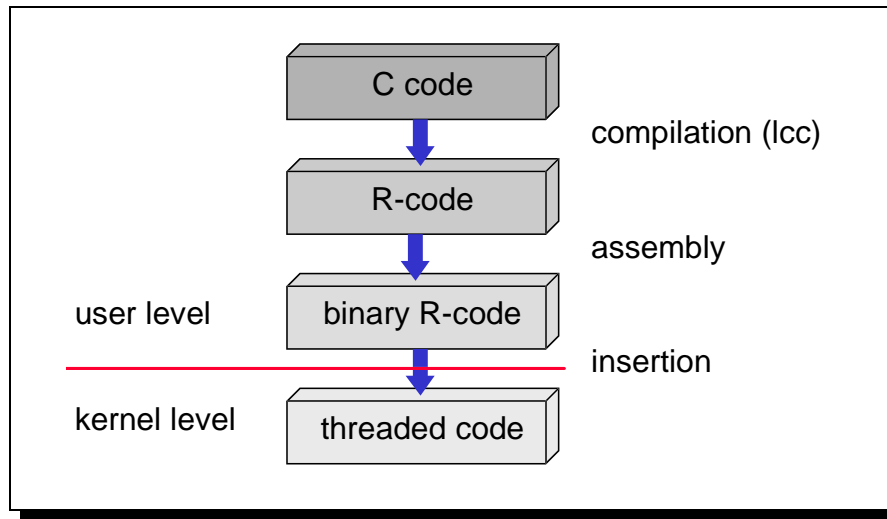 C code
compilation (lcc)
R-code
assembly
user level
binary R-code
insertion
kernel level
threaded code